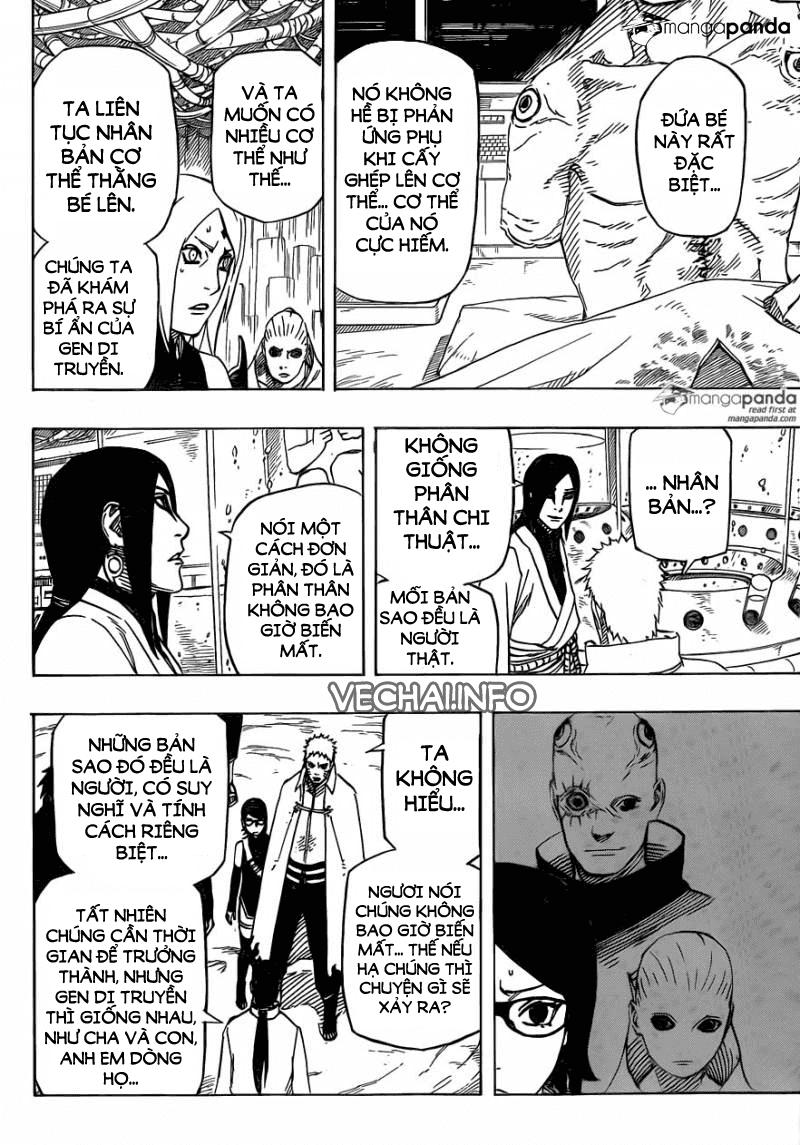 mangapanda
ĐỨA BÉ
NÀY RẤT
ĐẶC
BIỆT...
NÓ KHÔNG
HỀ BỊ PHẢN
ỨNG PHỤ
KHI CẤY
GHÉP LÊN CƠ
THỂ... CƠ THỂ
CỦA NÓ
CỰC HIẾM.
VÀ TA
MUỐN CÓ
NHIỀU CƠ
THỂ NHƯ
THẾ...
TA LIÊN
TỤC NHÂN
BẢN CƠ
THỂ THẰNG
BÉ LÊN.
CHÚNG TA
ĐÃ KHÁM
PHÁ RA SỰ
BÍ ẨN CỦA
GEN DI
TRUYỀN.
mangapanda
read first at
mangapanda.com
... NHÂN
BẢN...?
KHÔNG
GIỐNG
PHÂN
THÂN CHI
THUẬT...
MỖI BẢN
SAO ĐỀU LÀ
NGƯỜI
THẬT.
NÓI MỘT
CÁCH ĐƠN
GIẢN, ĐÓ LÀ
PHÂN THÂN
KHÔNG BAO
GIỜ BIẾN
MẤT.
VECHAI.INFO
TA
KHÔNG
HIỂU...
NGƯƠI NÓI
CHÚNG KHÔNG
BAO GIỜ BIẾN
MẤT... THẾ NẾU
HẠ CHÚNG THÌ
CHUYỆN GÌ SẼ
XẢY RA?
NHỮNG BẢN
SAO ĐÓ ĐỀU LÀ
NGƯỜI, CÓ SUY
NGHĨ VÀ TÍNH
CÁCH RIÊNG
BIỆT...
TẤT NHIÊN
CHÚNG CẦN THỜI
GIAN ĐỂ TRƯỞNG
THÀNH, NHƯNG
GEN DI TRUYỀN
THÌ GIỐNG NHAU,
NHƯ CHA VÀ CON,
ANH EM DÒNG
HỌ...